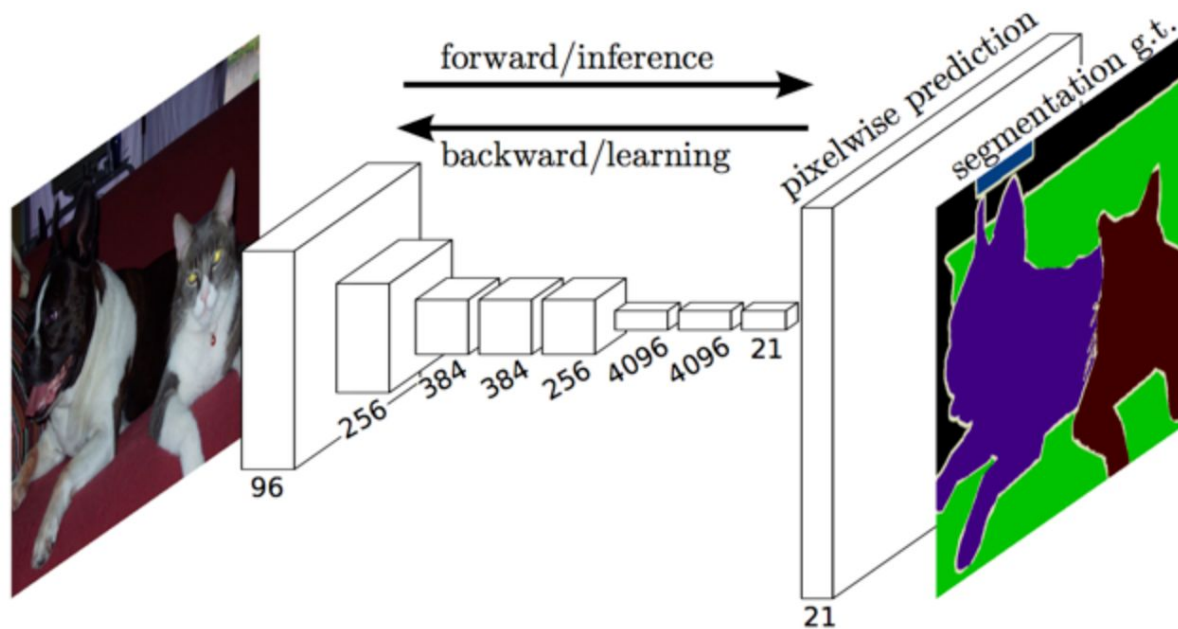 forward/inference
backward/learning
pixelwise prediction
segmentation g.t.
96
256
384
384
256
4096
4096
21
21